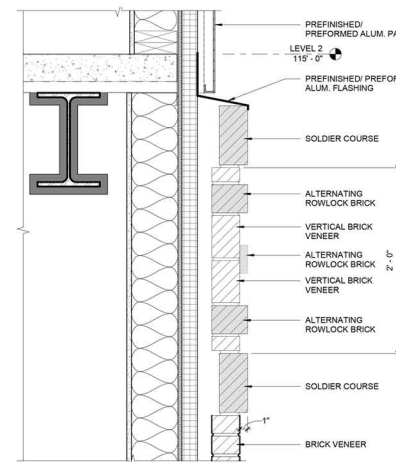 PREFINISHED/
PREFORMED ALUM. PA
LEVEL 2
115' - 0"
PREFINISHED/ PREFOR
ALUM. FLASHING
SOLDIER COURSE
ALTERNATING
ROWLOCK BRICK
VERTICAL BRICK
VENEER
ALTERNATING
ROWLOCK BRICK
VERTICAL BRICK
VENEER
2' - 0"
ALTERNATING
ROWLOCK BRICK
SOLDIER COURSE
1"
BRICK VENEER